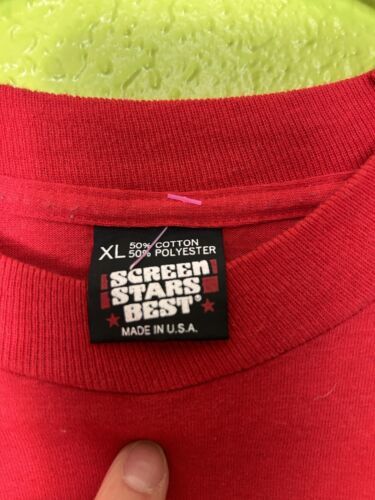 XL 50% COTTON
50% POLYESTER
SCREEN
STARS
BEST®
MADE IN U.S.A.